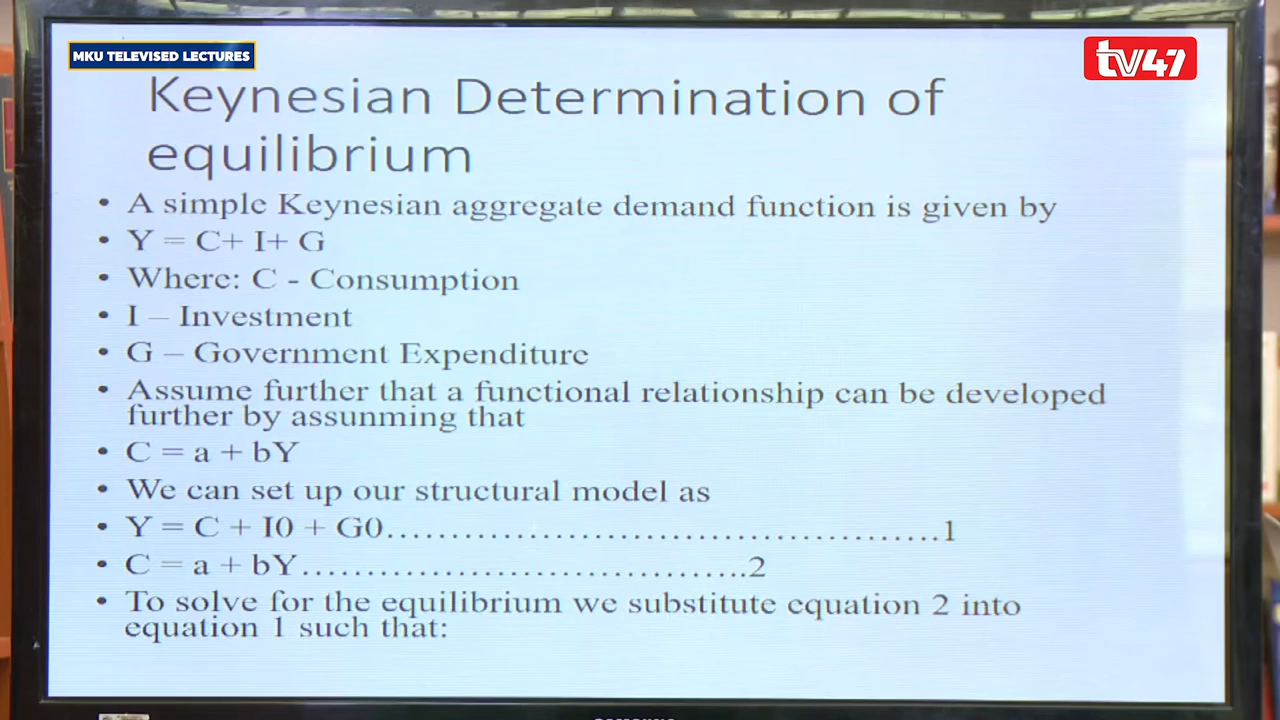 MKU TELEVISED LECTURES
tv47
Keynesian Determination of
equilibrium
• A simple Keynesian aggregate demand function is given by
• Y = C+ I+ G
• Where: C - Consumption
• I – Investment
• G – Government Expenditure
• Assume further that a functional relationship can be developed
further by assunming that
• C = a + bY
• We can set up our structural model as
• Y = C + I0 + G0……………………………………………1
• C = a + bY…………………………………..2
• To solve for the equilibrium we substitute equation 2 into
equation 1 such that: